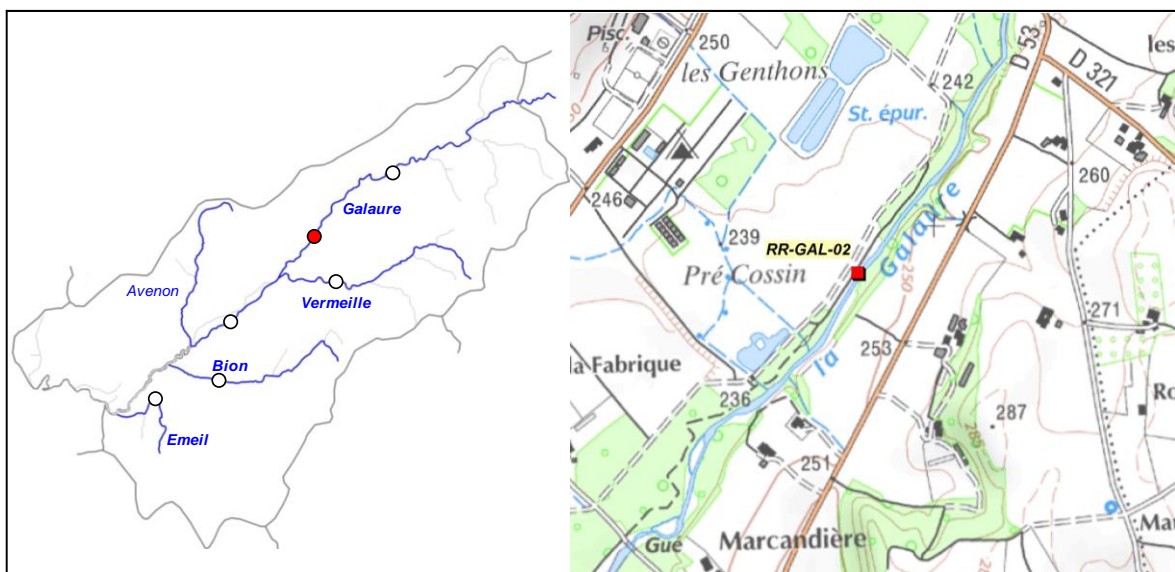 Galaure
Avenon
Vermeille
Bion
Emeil
Pisc.
250
les Genthons
St. épur.
242
D 53
les
D 321
246
239
RR-GAL-02
Pré Cossin
la Galaure
250
260
271
253
la Fabrique
236
287
285
251
Ro
Gué
Marcandière
Mar